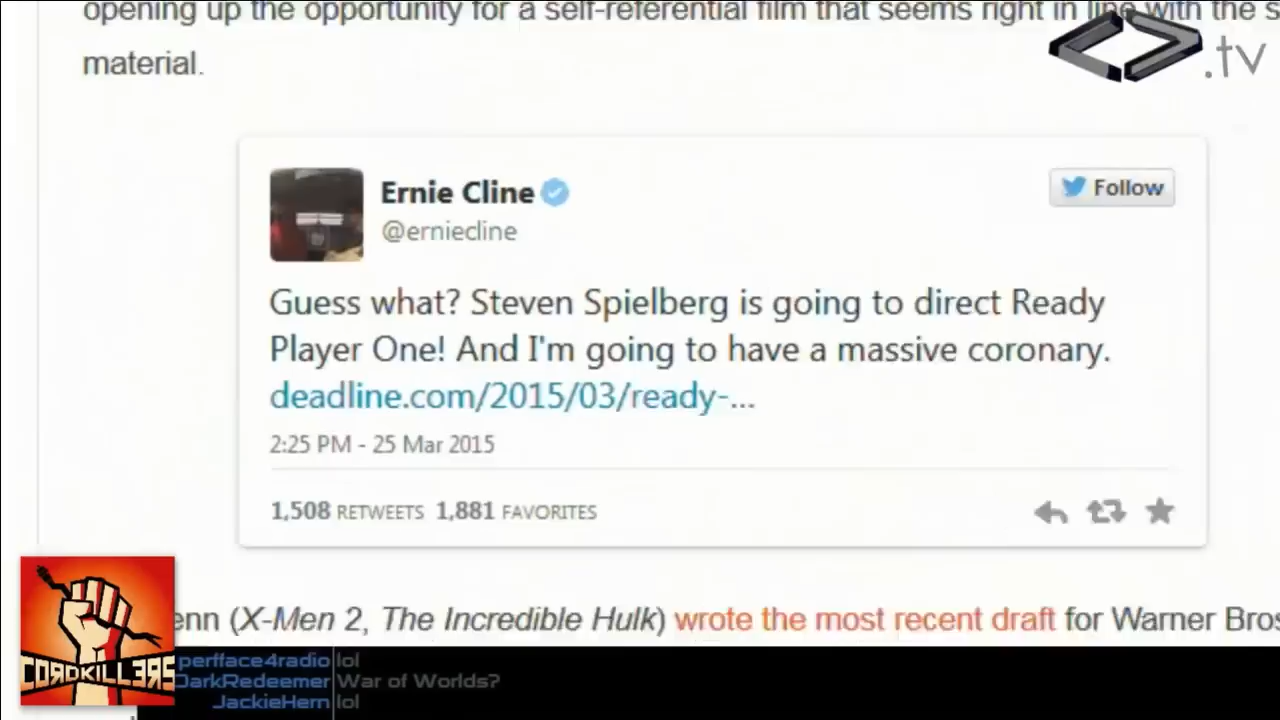 opening up the opportunity for a self-referential film that seems right in line with the s
material.
.tv
Ernie Cline
Follow
@erniecline
Guess what? Steven Spielberg is going to direct Ready
Player One! And I'm going to have a massive coronary.
deadline.com/2015/03/ready-...
2:25 PM - 25 Mar 2015
1,508 RETWEETS 1,881 FAVORITES
enn (X-Men 2, The Incredible Hulk) wrote the most recent draft for Warner Bros
CORDKILLERS
perfface4radio lol
DarkRedeemer War of Worlds?
JackieHern lol